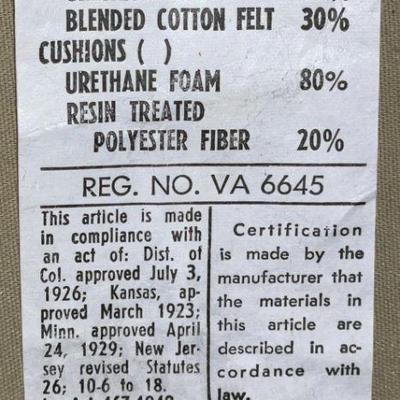 BLENDED COTTON FELT 30%
CUSHIONS ( )
URETHANE FOAM 80%
RESIN TREATED
POLYESTER FIBER 20%
REG. NO. VA 6645
This article is made
in compliance with
an act of: Dist. of
Col. approved July 3,
1926; Kansas, ap-
proved March 1923;
Minn. approved April
24, 1929; New Jer-
sey revised Statutes
26; 10-6 to 18.
Certification
is made by the
manufacturer that
the materials in
this article are
described in ac-
cordance with
law.